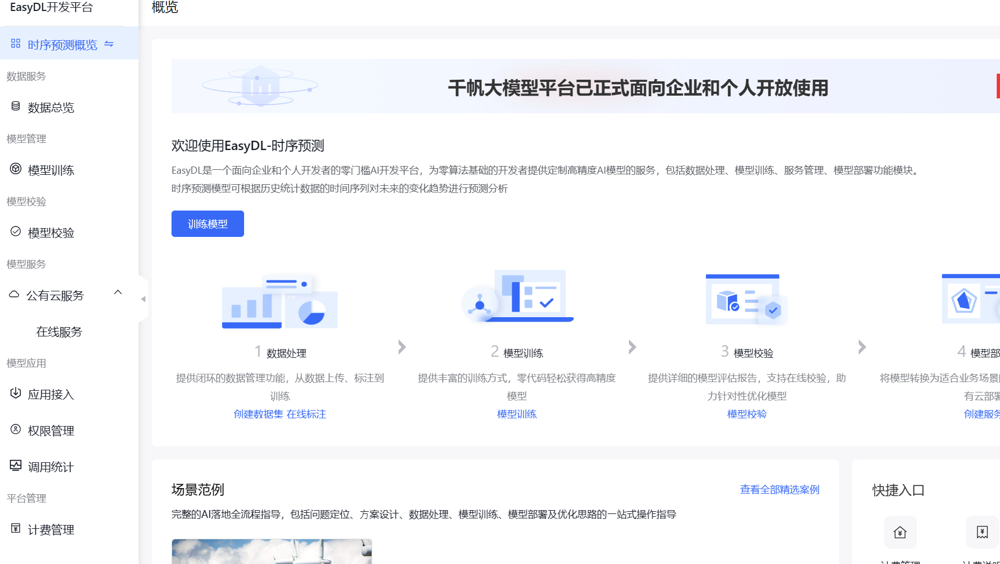 EasyDL开发平台
概览
时序预测概览
数据服务
数据总览
模型管理
模型训练
模型校验
模型校验
模型服务
公有云服务
在线服务
模型应用
应用接入
权限管理
调用统计
平台管理
计费管理
千帆大模型平台已正式面向企业和个人开放使用
欢迎使用EasyDL-时序预测
EasyDL是一个面向企业和个人开发者的零门槛AI开发平台，为零算法基础的开发者提供定制高精度AI模型的服务，包括数据处理、模型训练、服务管理、模型部署功能模块。
时序预测模型可根据历史统计数据的时间序列对未来的变化趋势进行预测分析
训练模型
1 数据处理
提供闭环的数据管理功能，从数据上传、标注到
训练
创建数据集 在线标注
2 模型训练
提供丰富的训练方式，零代码轻松获得高精度
模型
模型训练
3 模型校验
提供详细的模型评估报告，支持在线校验，助
力针对性优化模型
模型校验
4 模型部
将模型转换为适合业务场景
有云部署
创建服务
场景范例
查看全部精选案例
完整的AI落地全流程指导，包括问题定位、方案设计、数据处理、模型训练、模型部署及优化思路的一站式操作指导
快捷入口
计费管理
计费说明